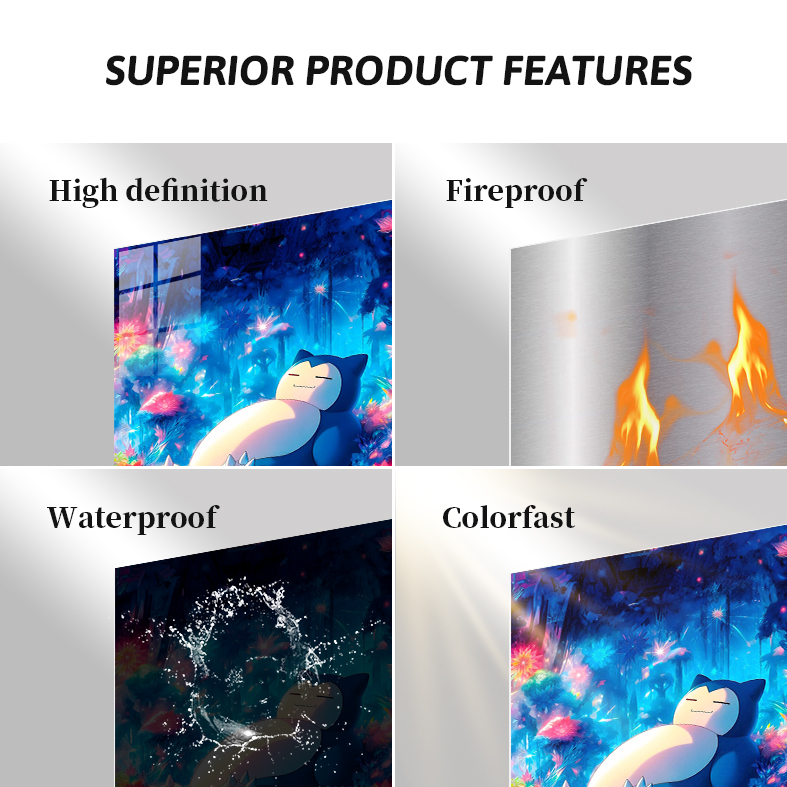 SUPERIOR PRODUCT FEATURES
High definition
Fireproof
Waterproof
Colorfast